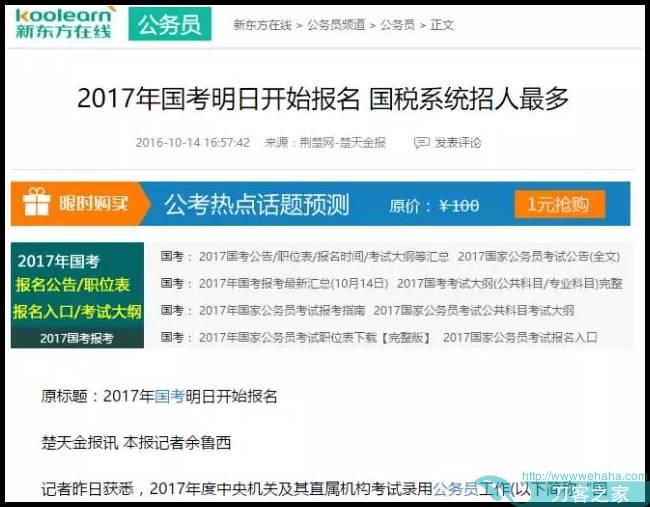 koolearn
新东方在线
公务员
新东方在线 > 公务员频道 > 公务员 > 正文
2017年国考明日开始报名 国税系统招人最多
2016-10-14 16:57:42 来源：荆楚网-楚天金报 发表评论
限时购买 公考热点话题预测 原价：¥100 1元抢购
2017年国考
报名公告/职位表
报名入口/考试大纲
2017国考报考
国考： 2017国考公告/职位表/报名时间/考试大纲等汇总 2017国家公务员考试公告(全文)
国考： 2017年国考报考最新汇总(10月14日) 2017国考考试大纲(公共科目/专业科目)完整
国考： 2017年国家公务员考试报考指南 2017国家公务员考试公共科目考试大纲
国考： 2017年国家公务员考试职位表下载【完整版】 2017国家公务员考试报名入口
原标题：2017年国考明日开始报名
楚天金报讯 本报记者余鲁西
记者昨日获悉，2017年度中央机关及其直属机构考试录用公务员工作(以下简称“国
http://www.ehaha.com
力客之家